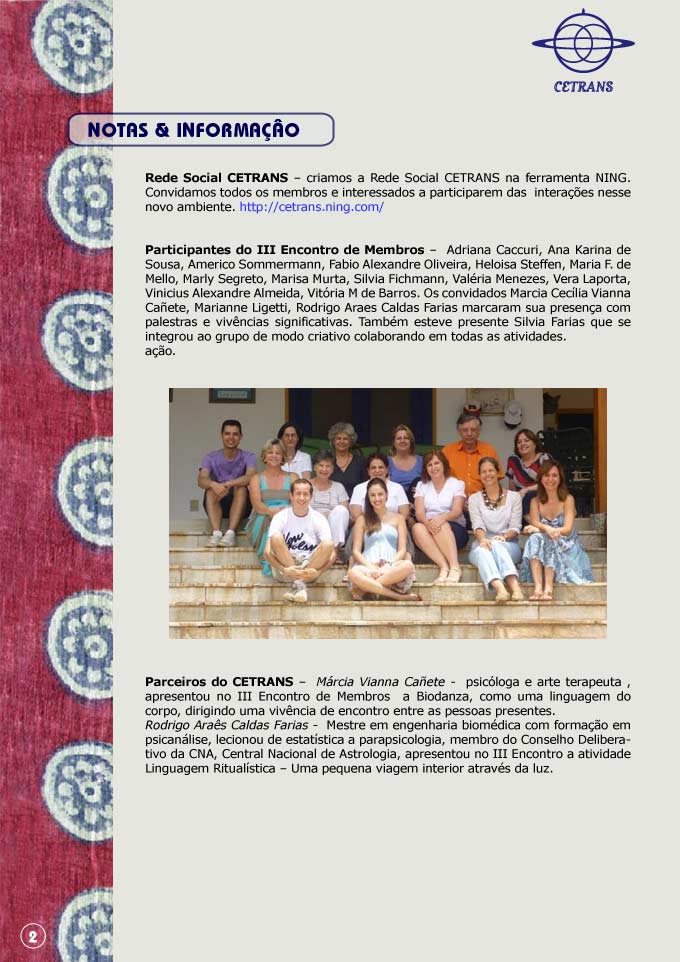 CETRANS
NOTAS & INFORMAÇÂO
Rede Social CETRANS – criamos a Rede Social CETRANS na ferramenta NING.
Convidamos todos os membros e interessados a participarem das interações nesse
novo ambiente. http://cetrans.ning.com/
Participantes do III Encontro de Membros – Adriana Caccuri, Ana Karina de
Sousa, Americo Sommermann, Fabio Alexandre Oliveira, Heloisa Steffen, Maria F. de
Mello, Marly Segreto, Marisa Murta, Silvia Fichmann, Valéria Menezes, Vera Laporta,
Vinicius Alexandre Almeida, Vitória M de Barros. Os convidados Marcia Cecília Vianna
Cañete, Marianne Ligetti, Rodrigo Araes Caldas Farias marcaram sua presença com
palestras e vivências significativas. Também esteve presente Silvia Farias que se
integrou ao grupo de modo criativo colaborando em todas as atividades.
ação.
Parceiros do CETRANS – Márcia Vianna Cañete - psicóloga e arte terapeuta ,
apresentou no III Encontro de Membros a Biodanza, como uma linguagem do
corpo, dirigindo uma vivência de encontro entre as pessoas presentes.
Rodrigo Araês Caldas Farias - Mestre em engenharia biomédica com formação em
psicanálise, lecionou de estatística a parapsicologia, membro do Conselho Delibera-
tivo da CNA, Central Nacional de Astrologia, apresentou no III Encontro a atividade
Linguagem Ritualística – Uma pequena viagem interior através da luz.
2